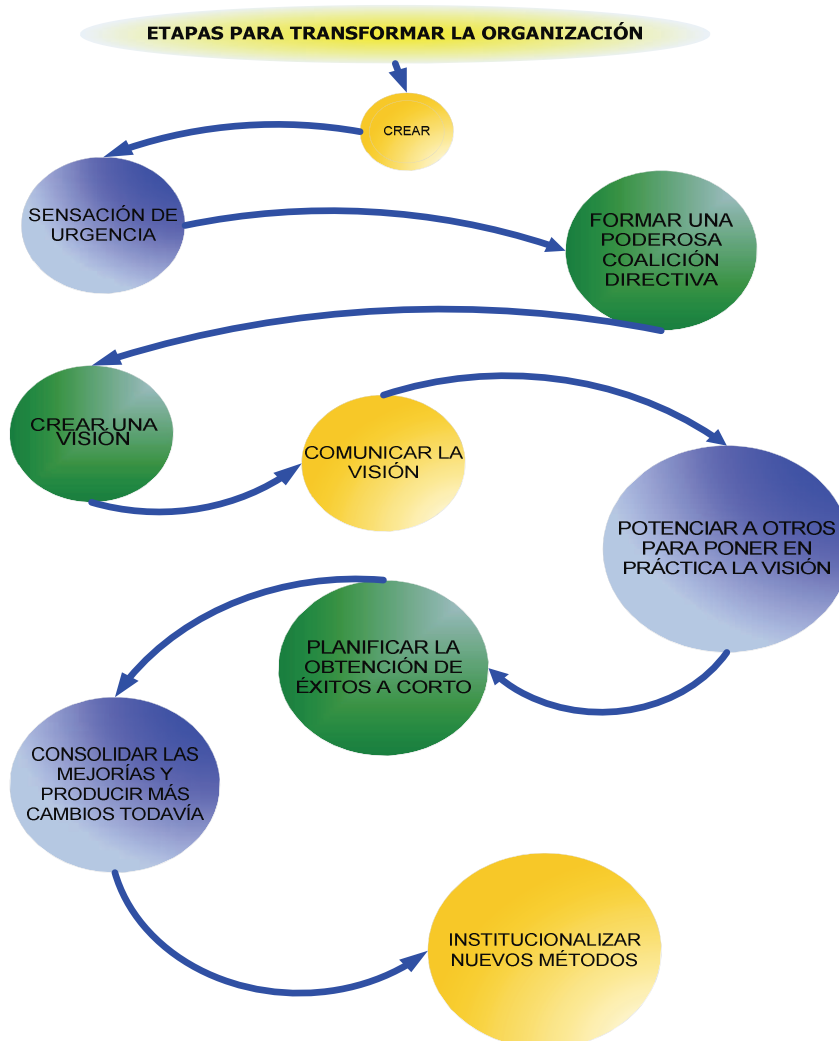 ETAPAS PARA TRANSFORMAR LA ORGANIZACIÓN
CREAR
SENSACIÓN DE
URGENCIA
FORMAR UNA
PODEROSA
COALICIÓN
DIRECTIVA
CREAR UNA
VISIÓN
COMUNICAR LA
VISIÓN
POTENCIAR A OTROS
PARA PONER EN
PRÁCTICA LA VISIÓN
PLANIFICAR LA
OBTENCIÓN DE
ÉXITOS A CORTO
CONSOLIDAR LAS
MEJORÍAS Y
PRODUCIR MÁS
CAMBIOS TODAVÍA
INSTITUCIONALIZAR
NUEVOS MÉTODOS